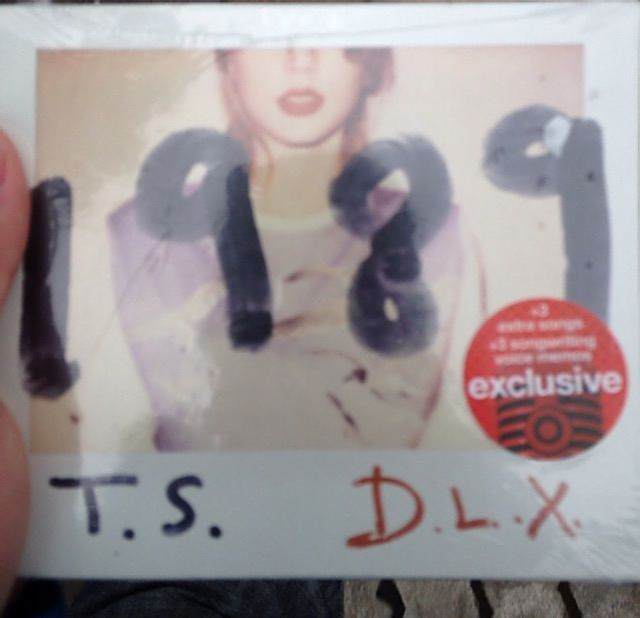 1989
+3
extra songs
+3 songwriting
voice memos
exclusive
T.S. D.L.X.